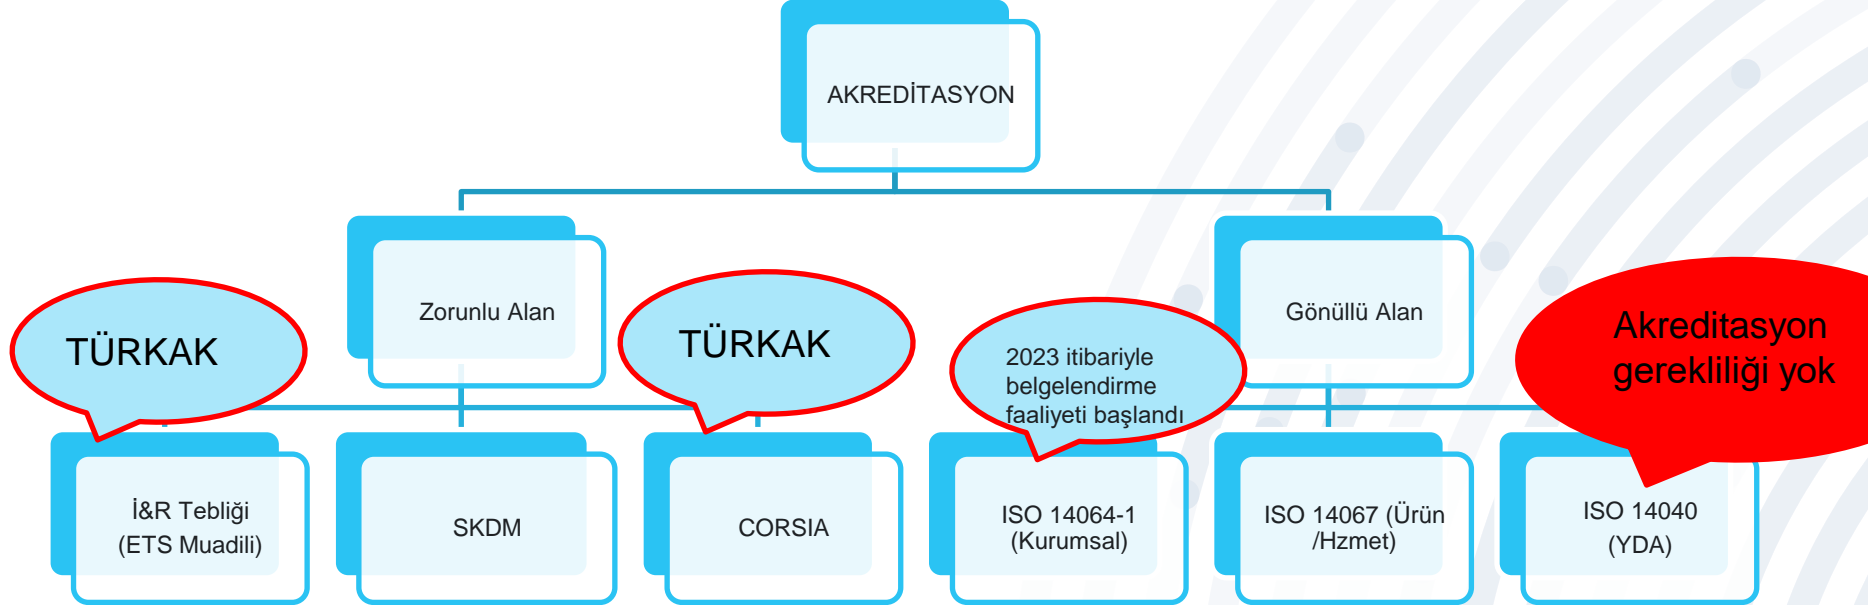 AKREDİTASYON
Zorunlu Alan
Gönüllü Alan
TÜRKAK
TÜRKAK
2023 itibariyle
belgelendirme
faaliyeti başlandı
Akreditasyon
gerekliliği yok
İ&R Tebliği
(ETS Muadili)
SKDM
CORSIA
ISO 14064-1
(Kurumsal)
ISO 14067 (Ürün
/Hzmet)
ISO 14040
(YDA)